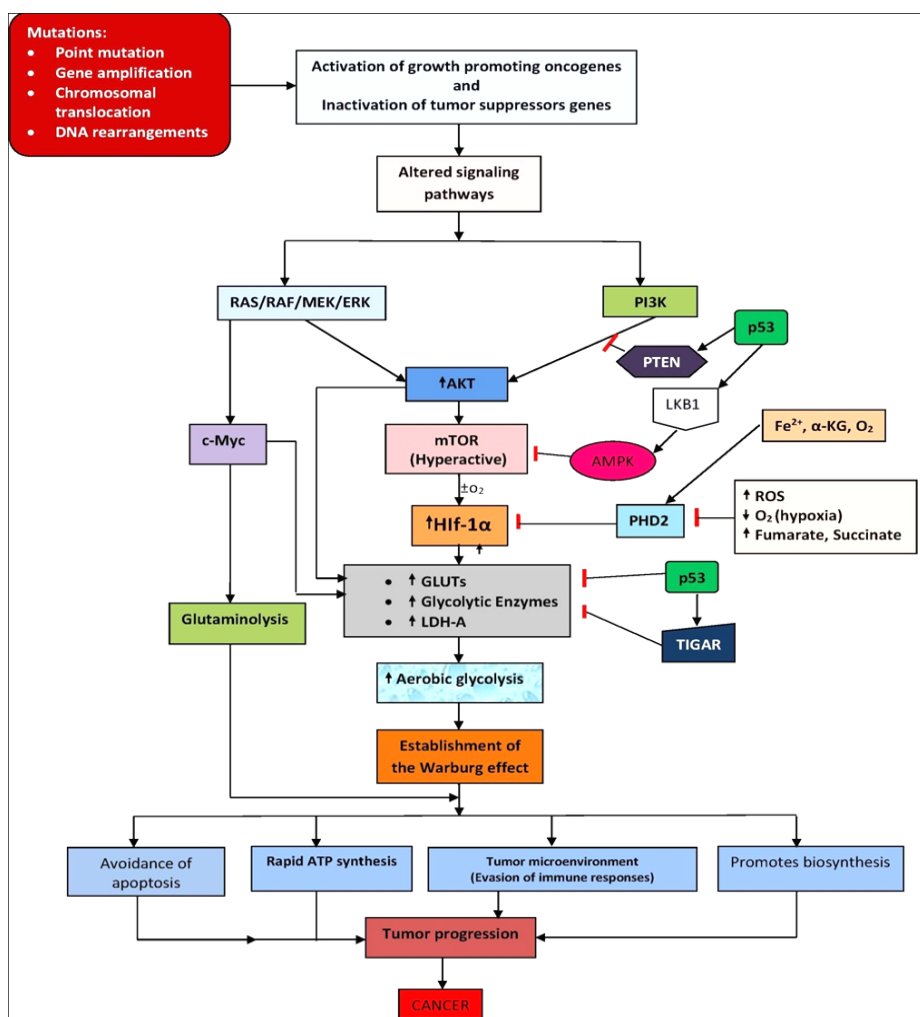 Mutations:
• Point mutation
• Gene amplification
• Chromosomal
translocation
• DNA rearrangements
Activation of growth promoting oncogenes
and
Inactivation of tumor suppressors genes
Altered signaling
pathways
RAS/RAF/MEK/ERK
PI3K
p53
PTEN
↑AKT
LKB1
c-Myc
mTOR
(Hyperactive)
AMPK
Fe²⁺, α-KG, O₂
±o₂
↑HIf-1α
↑
PHD2
↑ ROS
↓ O₂ (hypoxia)
↑ Fumarate, Succinate
• ↑ GLUTs
• ↑ Glycolytic Enzymes
• ↑ LDH-A
p53
Glutaminolysis
TIGAR
↑ Aerobic glycolysis
Establishment of
the Warburg effect
Avoidance of
apoptosis
Rapid ATP synthesis
Tumor microenvironment
(Evasion of immune responses)
Promotes biosynthesis
Tumor progression
CANCER